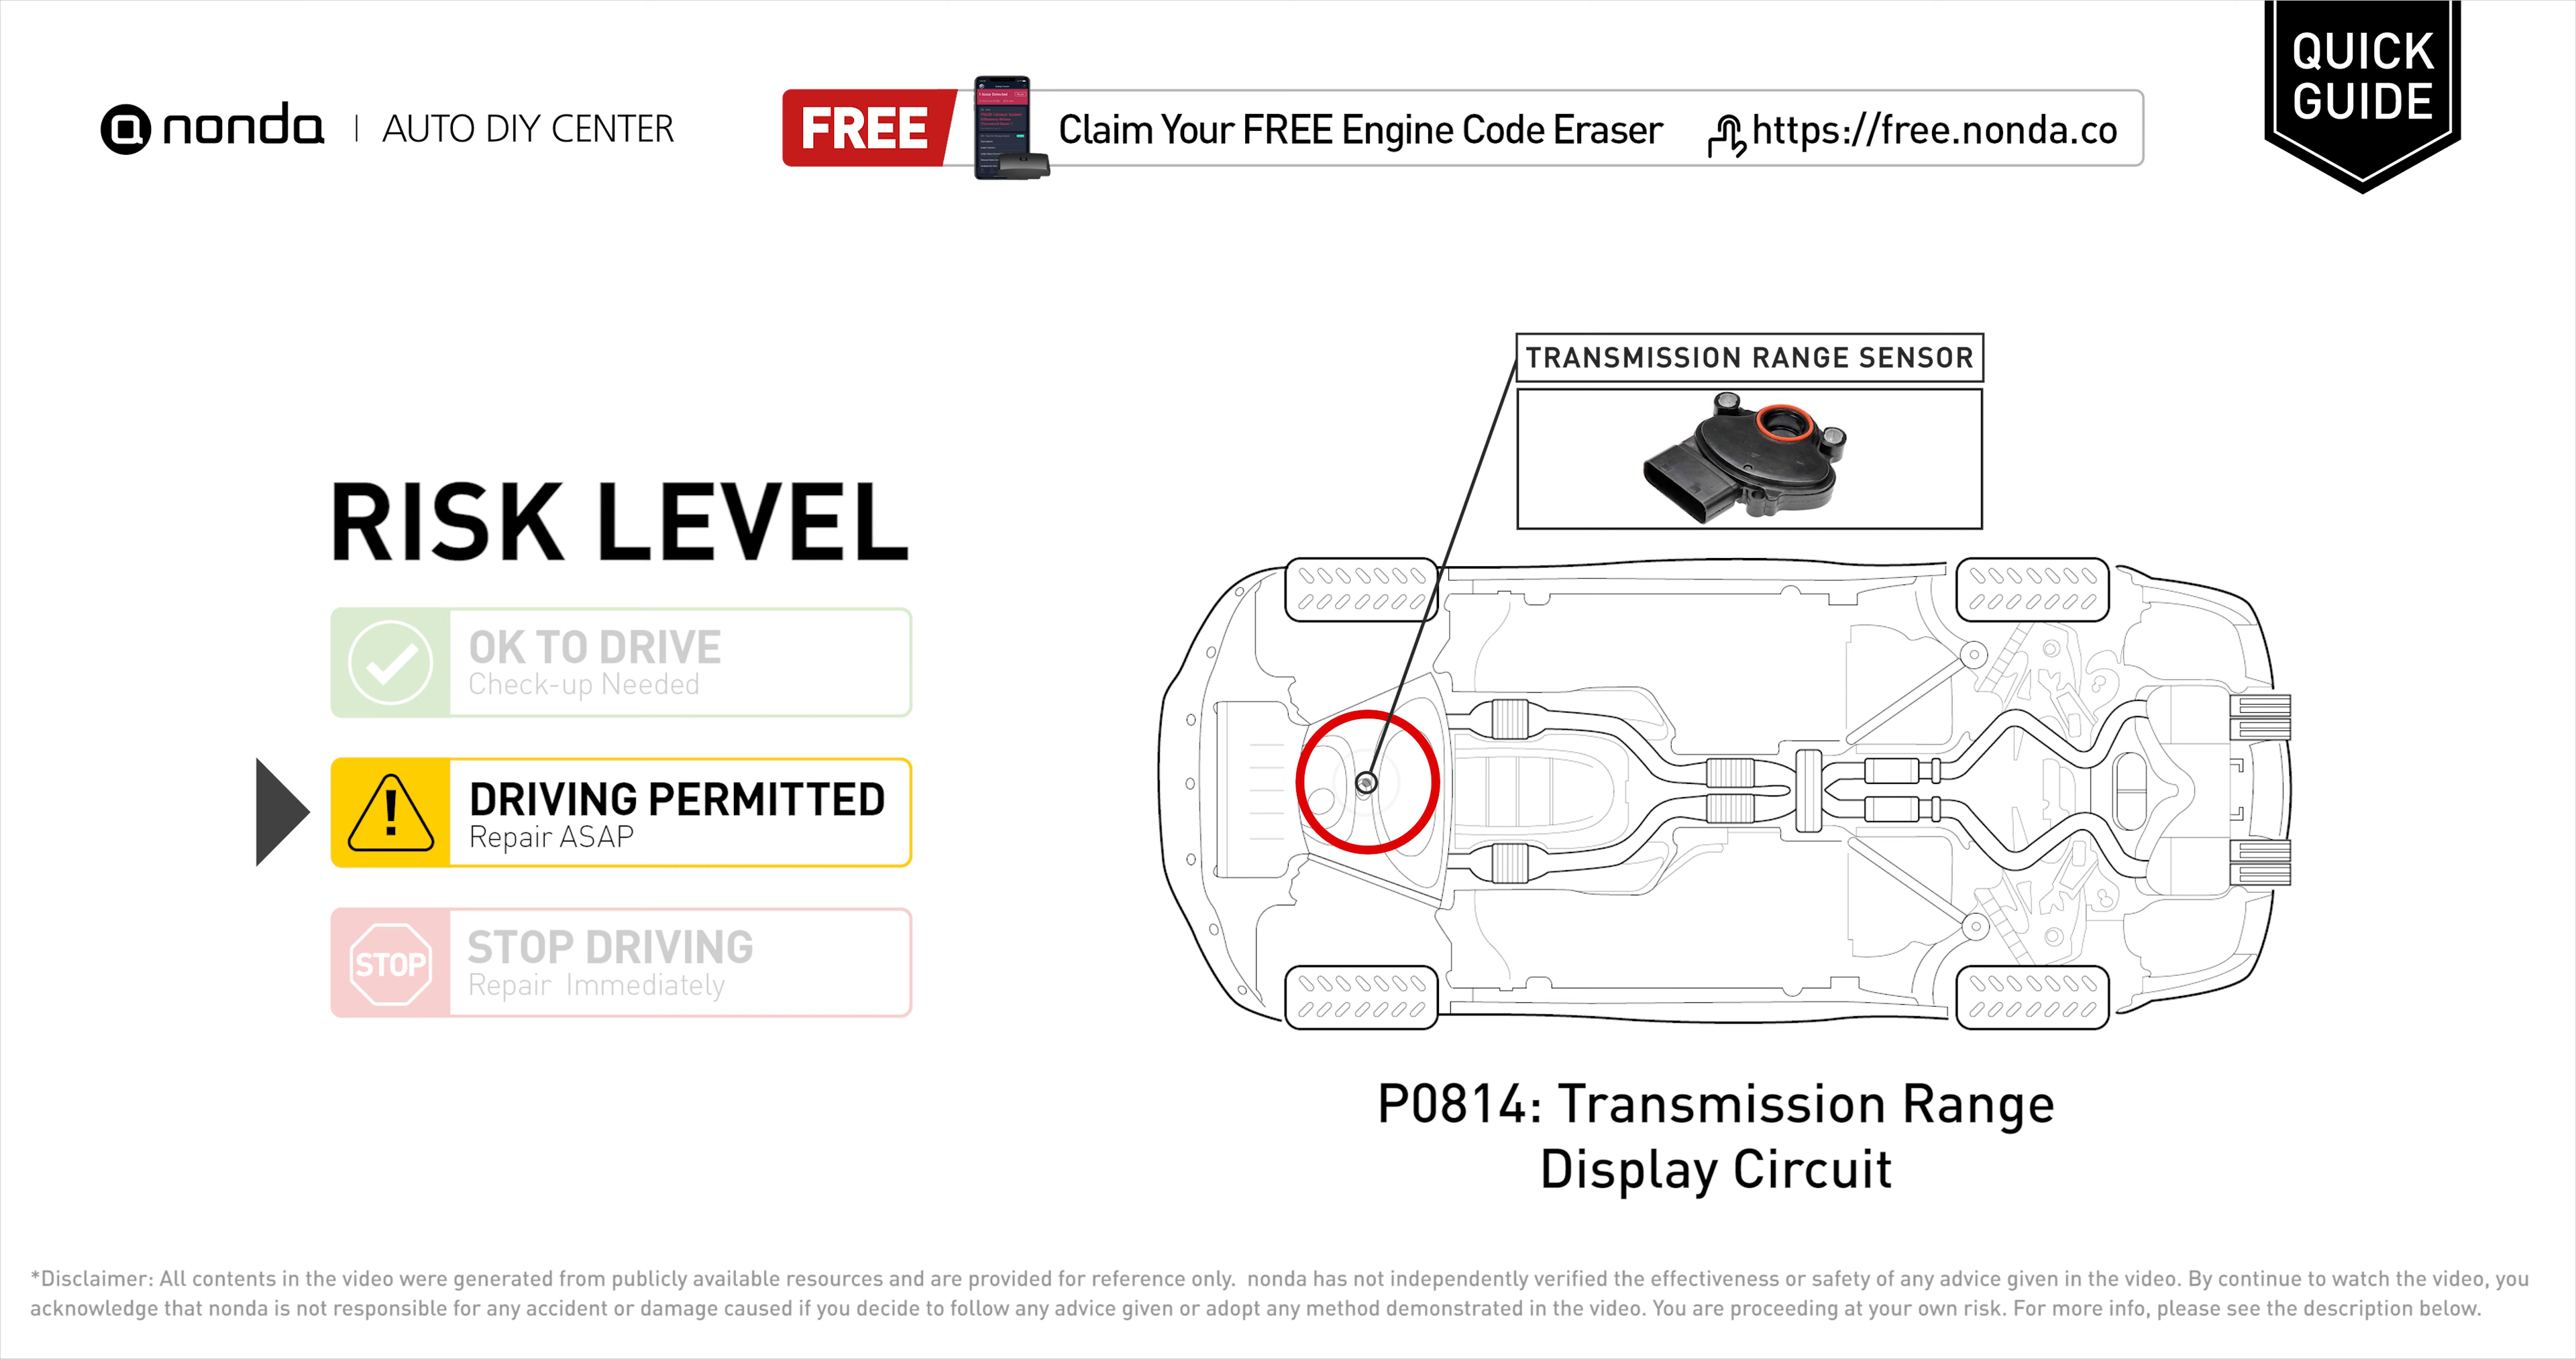 nonda | AUTO DIY CENTER
FREE
Claim Your FREE Engine Code Eraser
https://free.nonda.co
QUICK
GUIDE
TRANSMISSION RANGE SENSOR
RISK LEVEL
OK TO DRIVE
Check-up Needed
DRIVING PERMITTED
Repair ASAP
STOP
STOP DRIVING
Repair Immediately
P0814: Transmission Range
Display Circuit
*Disclaimer: All contents in the video were generated from publicly available resources and are provided for reference only. nonda has not independently verified the effectiveness or safety of any advice given in the video. By continue to watch the video, you
acknowledge that nonda is not responsible for any accident or damage caused if you decide to follow any advice given or adopt any method demonstrated in the video. You are proceeding at your own risk. For more info, please see the description below.